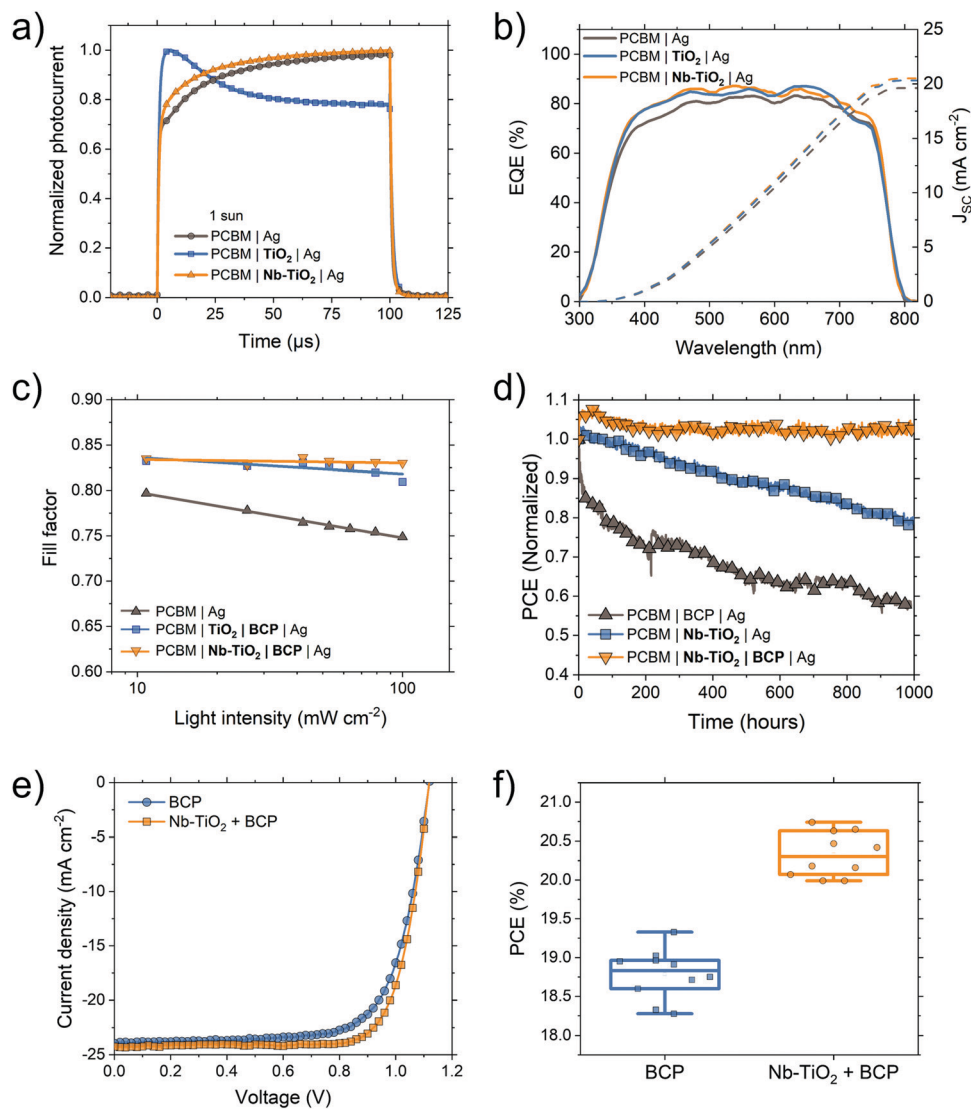 a)
Normalized photocurrent
1.0
0.8
0.6
0.4
0.2
0.0
1 sun
PCBM | Ag
PCBM | TiO₂ | Ag
PCBM | Nb-TiO₂ | Ag
0 25 50 75 100 125
Time (µs)
b)
EQE (%)
100
80
60
40
20
0
PCBM | Ag
PCBM | TiO₂ | Ag
PCBM | Nb-TiO₂ | Ag
25
20
15
10
5
0
J_SC (mA cm⁻²)
300 400 500 600 700 800
Wavelength (nm)
c)
Fill factor
0.90
0.85
0.80
0.75
0.70
0.65
0.60
PCBM | Ag
PCBM | TiO₂ | BCP | Ag
PCBM | Nb-TiO₂ | BCP | Ag
10 100
Light intensity (mW cm⁻²)
d)
PCE (Normalized)
1.1
1.0
0.9
0.8
0.7
0.6
0.5
0.4
PCBM | BCP | Ag
PCBM | Nb-TiO₂ | Ag
PCBM | Nb-TiO₂ | BCP | Ag
0 200 400 600 800 1000
Time (hours)
e)
Current density (mA cm⁻²)
0
-5
-10
-15
-20
-25
BCP
Nb-TiO₂ + BCP
0.0 0.2 0.4 0.6 0.8 1.0 1.2
Voltage (V)
f)
PCE (%)
21.0
20.5
20.0
19.5
19.0
18.5
18.0
BCP Nb-TiO₂ + BCP